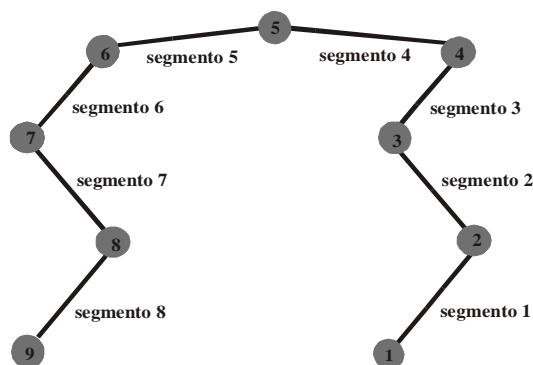 5
6
segmento 5
segmento 4
4
segmento 6
segmento 3
7
3
segmento 7
segmento 2
8
2
segmento 8
segmento 1
9
1